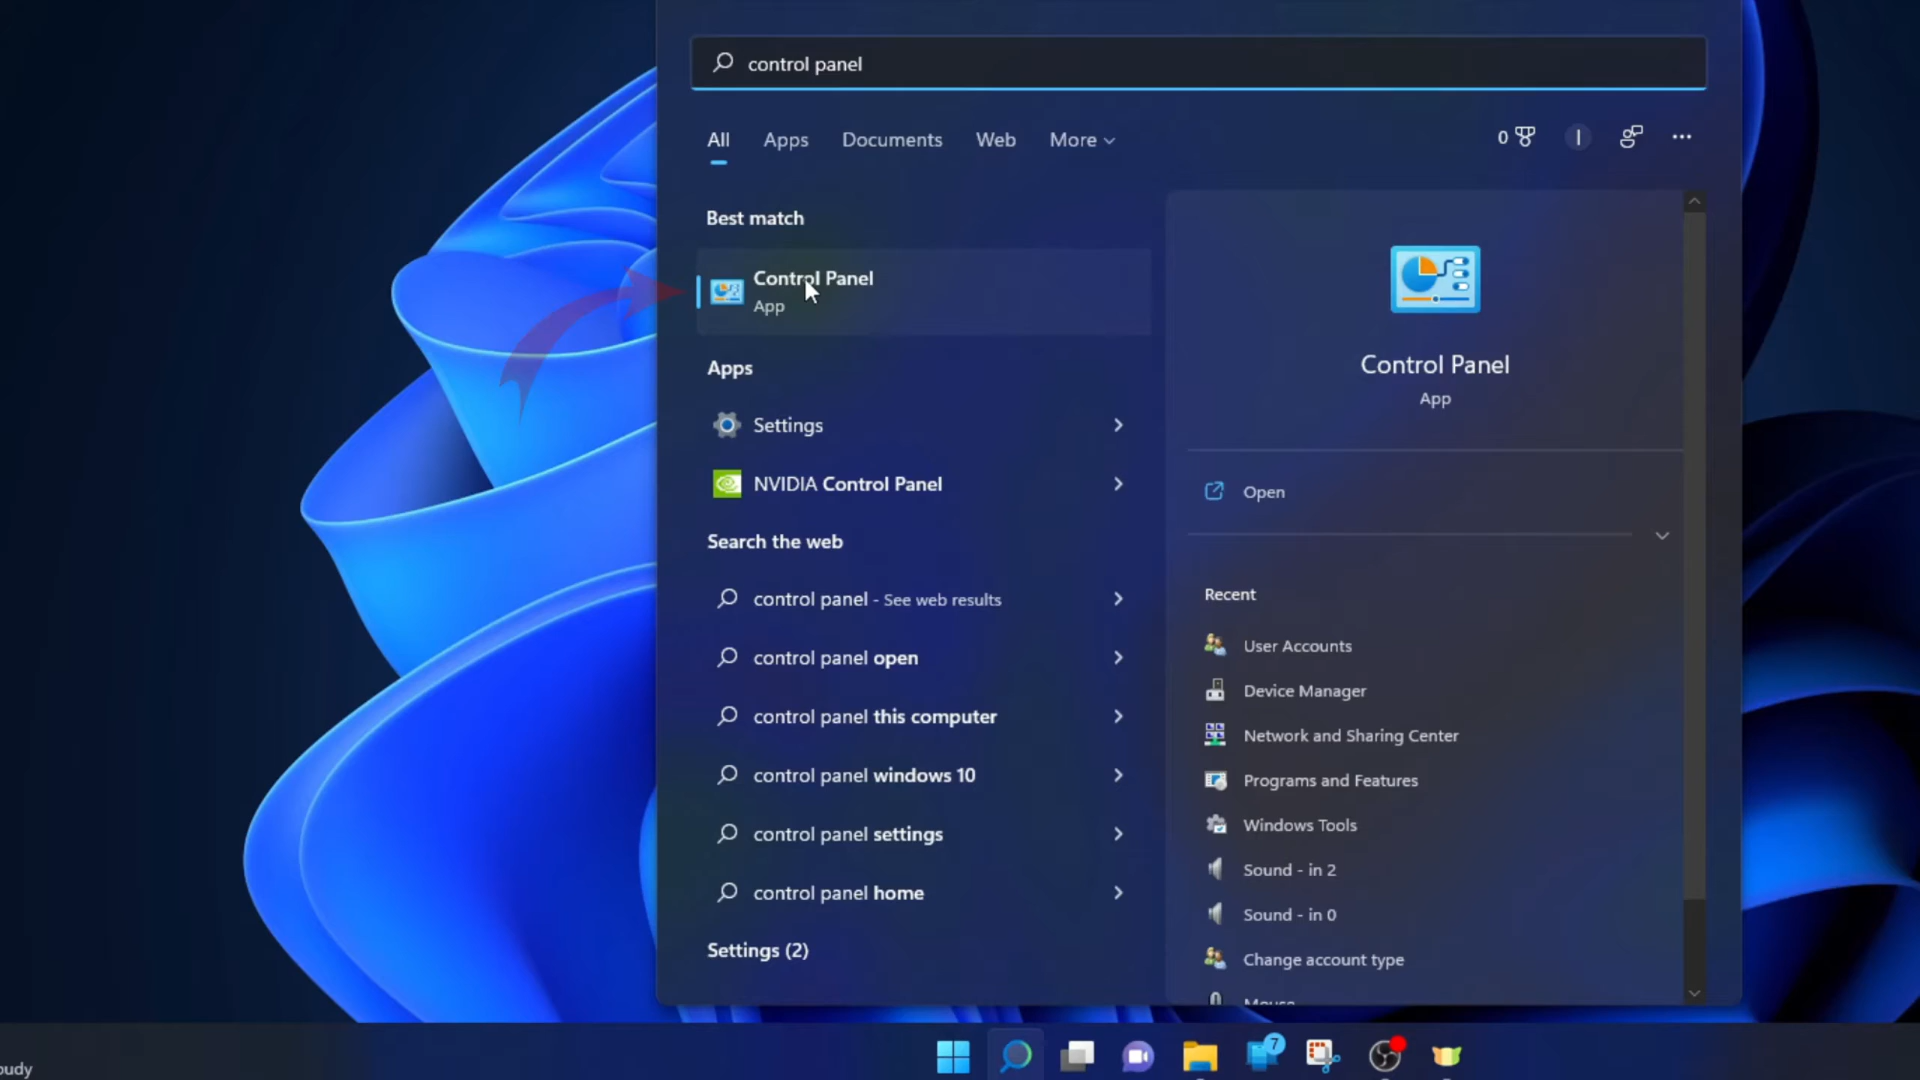 control panel
All Apps Documents Web More
0
I
Best match
Control Panel
App
Apps
Settings
NVIDIA Control Panel
Search the web
control panel - See web results
control panel open
control panel this computer
control panel windows 10
control panel settings
control panel home
Settings (2)
Control Panel
App
Open
Recent
User Accounts
Device Manager
Network and Sharing Center
Programs and Features
Windows Tools
Sound - in 2
Sound - in 0
Change account type
Mouse
oudy
7